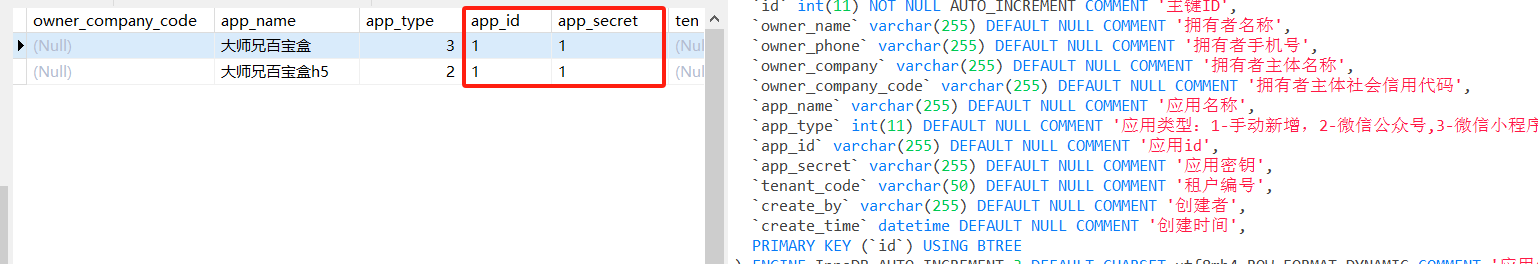 owner_company_code app_name app_type app_id app_secret ten
(Null) 大师兄百宝盒 3 1 1 (Null)
(Null) 大师兄百宝盒h5 2 1 1 (Null)
`id` int(11) NOT NULL AUTO_INCREMENT COMMENT '主键ID',
`owner_name` varchar(255) DEFAULT NULL COMMENT '拥有者名称',
`owner_phone` varchar(255) DEFAULT NULL COMMENT '拥有者手机号',
`owner_company` varchar(255) DEFAULT NULL COMMENT '拥有者主体名称',
`owner_company_code` varchar(255) DEFAULT NULL COMMENT '拥有者主体社会信用代码',
`app_name` varchar(255) DEFAULT NULL COMMENT '应用名称',
`app_type` int(11) DEFAULT NULL COMMENT '应用类型：1-手动新增，2-微信公众号,3-微信小程序
`app_id` varchar(255) DEFAULT NULL COMMENT '应用id',
`app_secret` varchar(255) DEFAULT NULL COMMENT '应用密钥',
`tenant_code` varchar(50) DEFAULT NULL COMMENT '租户编号',
`create_by` varchar(255) DEFAULT NULL COMMENT '创建者',
`create_time` datetime DEFAULT NULL COMMENT '创建时间',
PRIMARY KEY (`id`) USING BTREE
) ENGINE=InnoDB AUTO_INCREMENT=3 DEFAULT CHARSET=utf8mb4 ROW_FORMAT=DYNAMIC COMMENT='应用